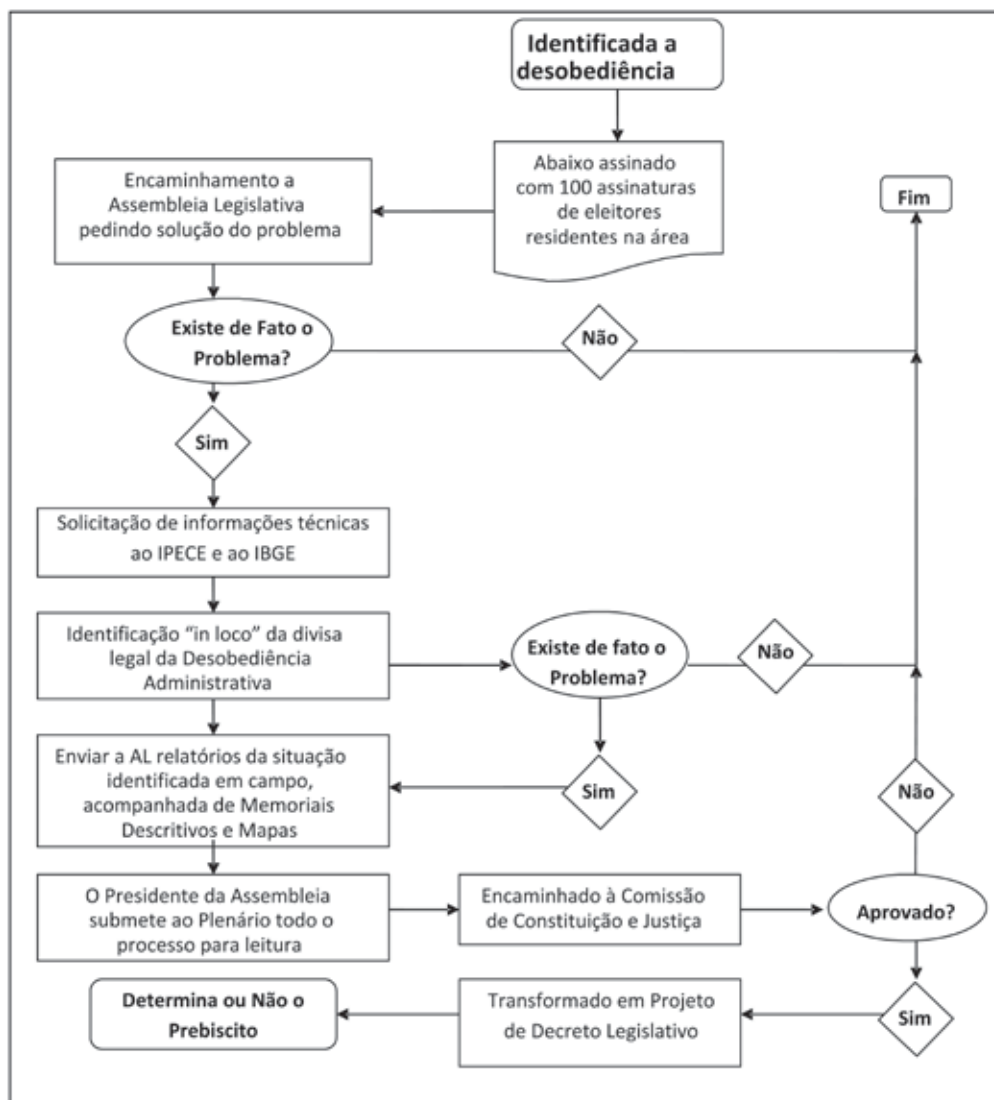 Identificada a
desobediência
Abaixo assinado
com 100 assinaturas
de eleitores
residentes na área
Encaminhamento a
Assembleia Legislativa
pedindo solução do problema
Fim
Existe de Fato o
Problema?
Não
Sim
Solicitação de informações técnicas
ao IPECE e ao IBGE
Identificação “in loco” da divisa
legal da Desobediência
Administrativa
Existe de fato o
Problema?
Não
Sim
Enviar a AL relatórios da situação
identificada em campo,
acompanhada de Memoriais
Descritivos e Mapas
O Presidente da Assembleia
submete ao Plenário todo o
processo para leitura
Encaminhado à Comissão
de Constituição e Justiça
Aprovado?
Não
Sim
Transformado em Projeto
de Decreto Legislativo
Determina ou Não o
Prebiscito